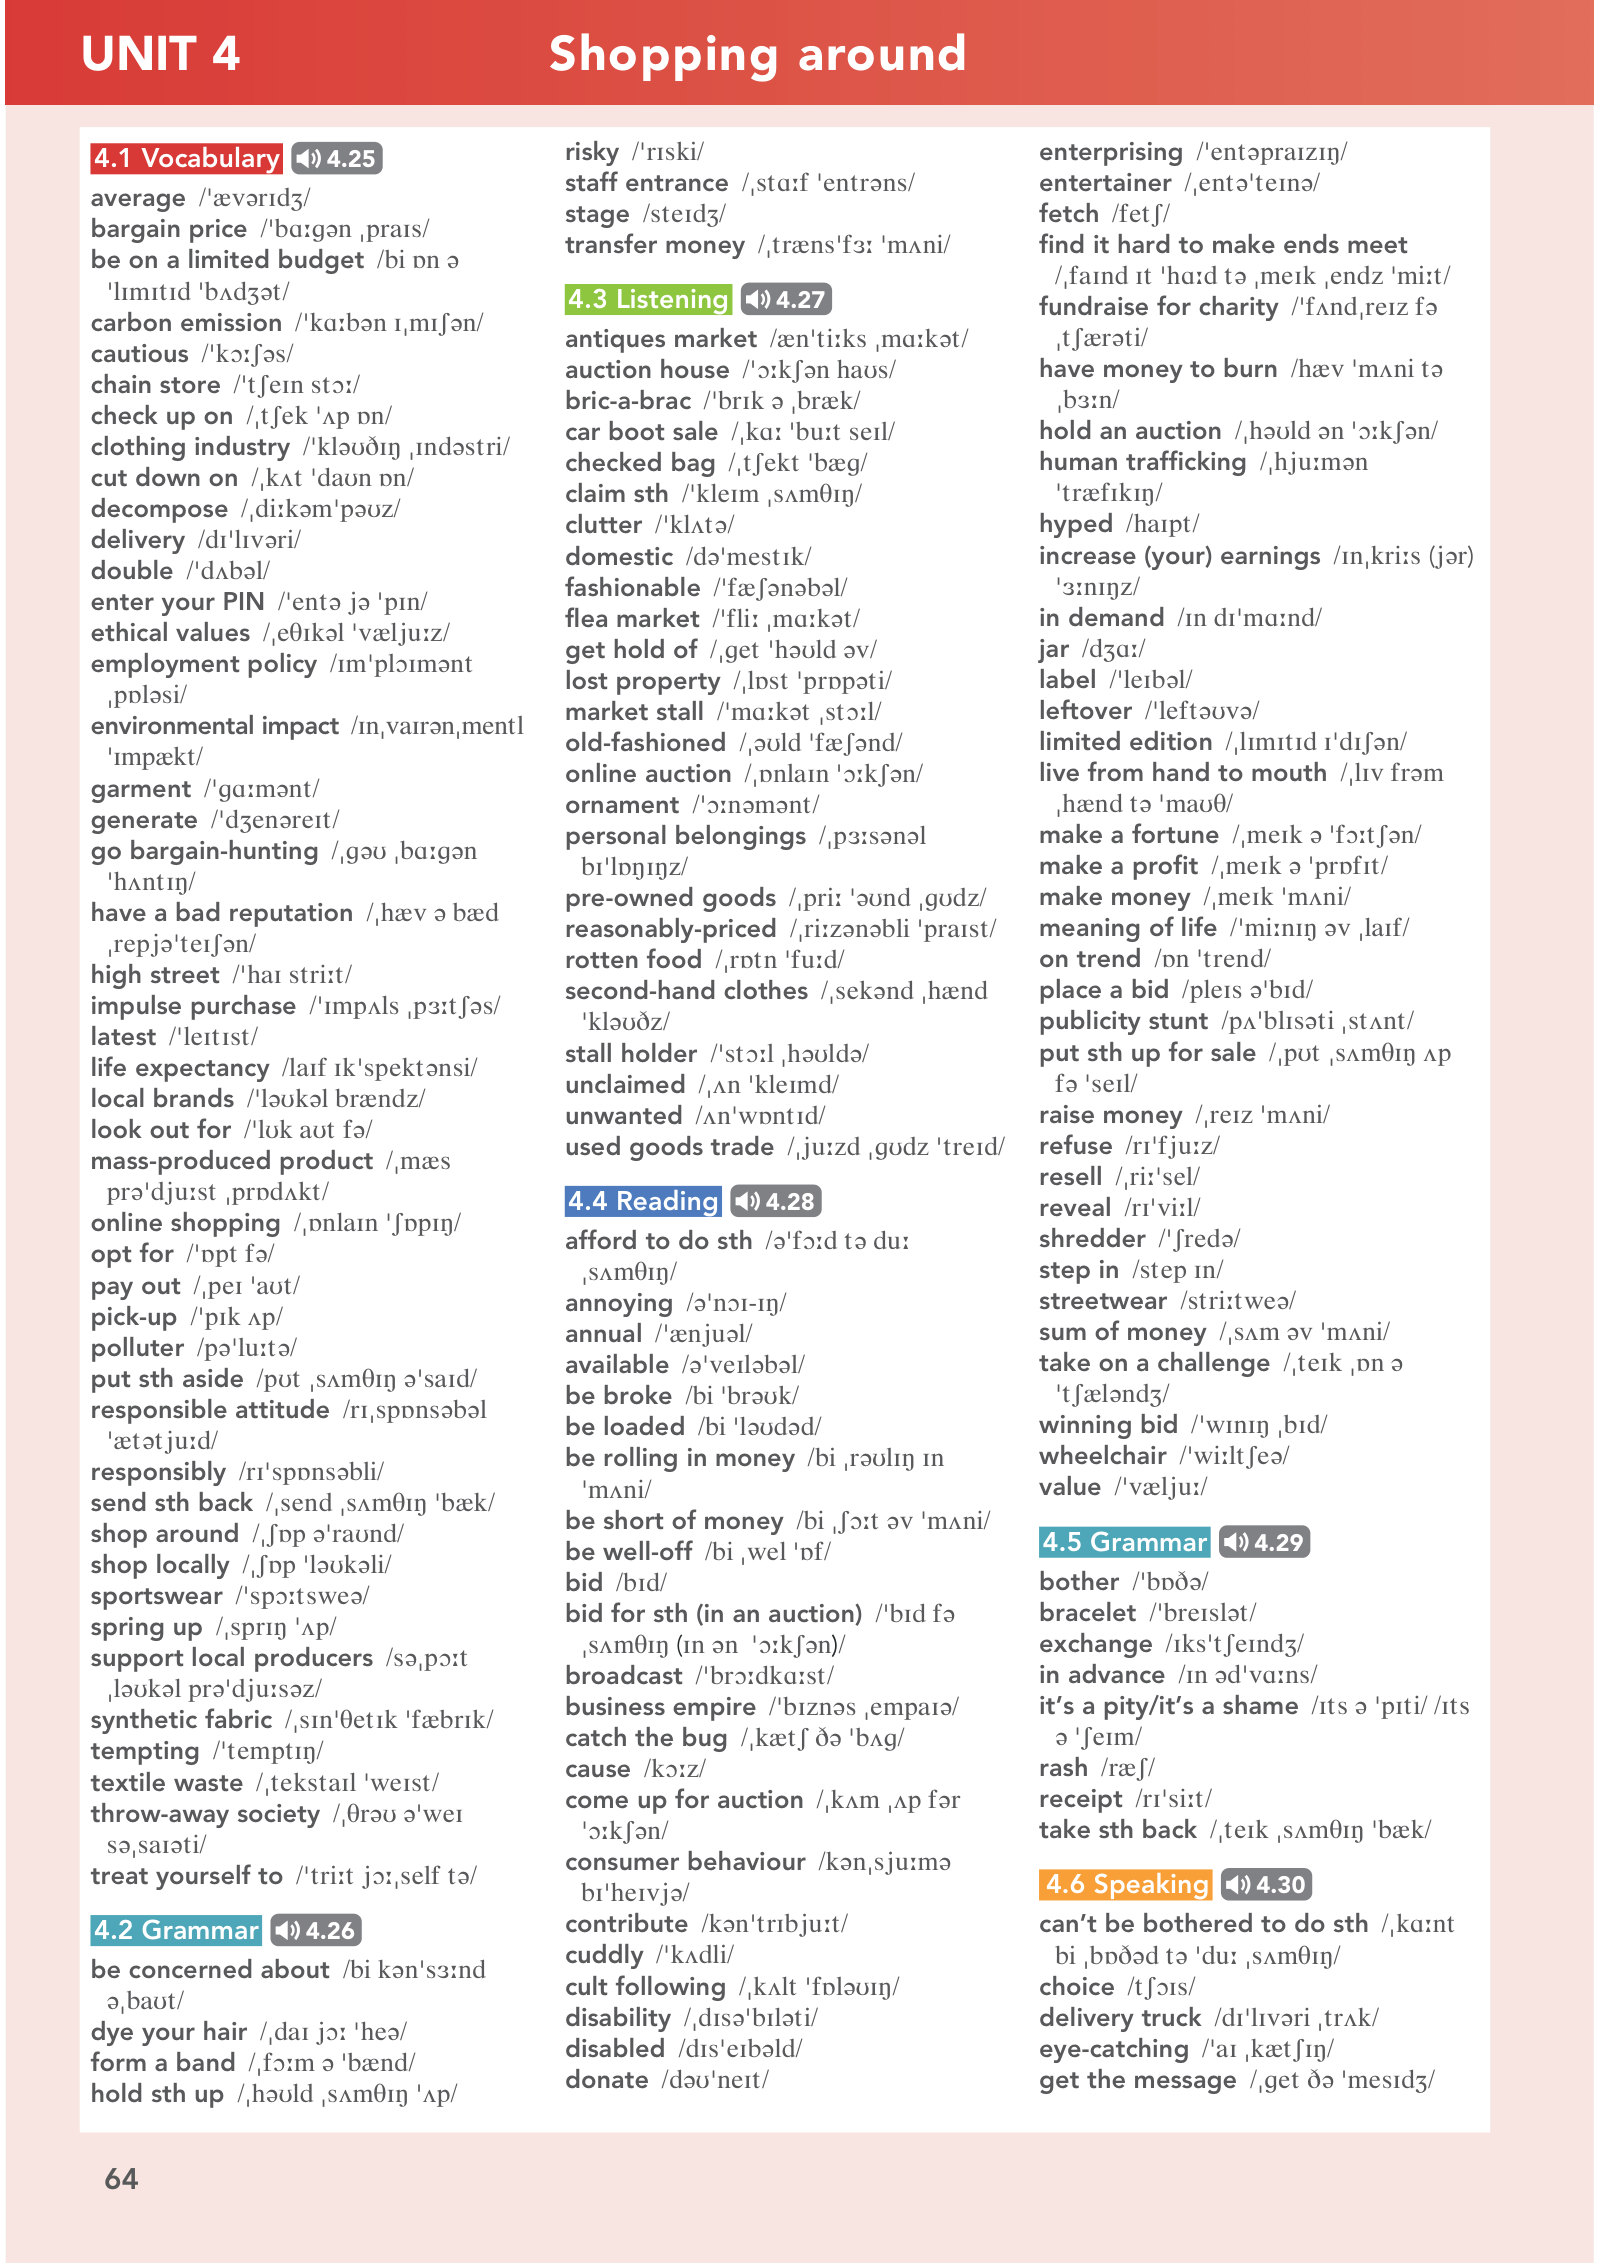 UNIT 4 Shopping around
4.1 Vocabulary 4.25
average /ˈævərɪdʒ/
bargain price /ˈbɑːɡən ˌpraɪs/
be on a limited budget /bi ɒn ə
ˈlɪmɪtɪd ˈbʌdʒət/
carbon emission /ˈkɑːbən ɪˌmɪʃən/
cautious /ˈkɔːʃəs/
chain store /ˈtʃeɪn stɔː/
check up on /ˌtʃek ˈʌp ɒn/
clothing industry /ˈkləʊðɪŋ ˌɪndəstri/
cut down on /ˌkʌt ˈdaʊn ɒn/
decompose /ˌdiːkəmˈpəʊz/
delivery /dɪˈlɪvəri/
double /ˈdʌbəl/
enter your PIN /ˈentə jə ˈpɪn/
ethical values /ˌeθɪkəl ˈvæljuːz/
employment policy /ɪmˈplɔɪmənt
ˌpɒləsi/
environmental impact /ɪnˌvaɪrənˌmentl
ˈɪmpækt/
garment /ˈɡɑːmənt/
generate /ˈdʒenəreɪt/
go bargain-hunting /ˌɡəʊ ˌbɑːɡən
ˈhʌntɪŋ/
have a bad reputation /ˌhæv ə bæd
ˌrepjəˈteɪʃən/
high street /ˈhaɪ striːt/
impulse purchase /ˈɪmpʌls ˌpɜːtʃəs/
latest /ˈleɪtɪst/
life expectancy /laɪf ɪkˈspektənsi/
local brands /ˈləʊkəl brændz/
look out for /ˈlʊk aʊt fə/
mass-produced product /ˌmæs
prəˈdjuːst ˌprɒdʌkt/
online shopping /ˌɒnlaɪn ˈʃɒpɪŋ/
opt for /ˈɒpt fə/
pay out /ˌpeɪ ˈaʊt/
pick-up /ˈpɪk ʌp/
polluter /pəˈluːtə/
put sth aside /pʊt ˌsʌmθɪŋ əˈsaɪd/
responsible attitude /rɪˌspɒnsəbəl
ˈætətjuːd/
responsibly /rɪˈspɒnsəbli/
send sth back /ˌsend ˌsʌmθɪŋ ˈbæk/
shop around /ˌʃɒp əˈraʊnd/
shop locally /ˌʃɒp ˈləʊkəli/
sportswear /ˈspɔːtsweə/
spring up /ˌsprɪŋ ˈʌp/
support local producers /səˌpɔːt
ˌləʊkəl prəˈdjuːsəz/
synthetic fabric /ˌsɪnˈθetɪk ˈfæbrɪk/
tempting /ˈtemptɪŋ/
textile waste /ˌtekstaɪl ˈweɪst/
throw-away society /ˌθrəʊ əˈweɪ
səˌsaɪəti/
treat yourself to /ˈtriːt jɔːˌself tə/
4.2 Grammar 4.26
be concerned about /bi kənˈsɜːnd
əˌbaʊt/
dye your hair /ˌdaɪ jɔː ˈheə/
form a band /ˌfɔːm ə ˈbænd/
hold sth up /ˌhəʊld ˌsʌmθɪŋ ˈʌp/
risky /ˈrɪski/
staff entrance /ˌstɑːf ˈentrəns/
stage /steɪdʒ/
transfer money /ˌtrænsˈfɜː ˈmʌni/
4.3 Listening 4.27
antiques market /ænˈtiːks ˌmɑːkət/
auction house /ˈɔːkʃən haʊs/
bric-a-brac /ˈbrɪk ə ˌbræk/
car boot sale /ˌkɑː ˈbuːt seɪl/
checked bag /ˌtʃekt ˈbæɡ/
claim sth /ˈkleɪm ˌsʌmθɪŋ/
clutter /ˈklʌtə/
domestic /dəˈmestɪk/
fashionable /ˈfæʃənəbəl/
flea market /ˈfliː ˌmɑːkət/
get hold of /ˌɡet ˈhəʊld əv/
lost property /ˌlɒst ˈprɒpəti/
market stall /ˈmɑːkət ˌstɔːl/
old-fashioned /ˌəʊld ˈfæʃənd/
online auction /ˌɒnlaɪn ˈɔːkʃən/
ornament /ˈɔːnəmənt/
personal belongings /ˌpɜːsənəl
bɪˈlɒŋɪŋz/
pre-owned goods /ˌpriː ˈəʊnd ˌɡʊdz/
reasonably-priced /ˌriːzənəbli ˈpraɪst/
rotten food /ˌrɒtn ˈfuːd/
second-hand clothes /ˌsekənd ˌhænd
ˈkləʊðz/
stall holder /ˈstɔːl ˌhəʊldə/
unclaimed /ˌʌn ˈkleɪmd/
unwanted /ʌnˈwɒntɪd/
used goods trade /ˌjuːzd ˌɡʊdz ˈtreɪd/
4.4 Reading 4.28
afford to do sth /əˈfɔːd tə duː
ˌsʌmθɪŋ/
annoying /əˈnɔɪ-ɪŋ/
annual /ˈænjuəl/
available /əˈveɪləbəl/
be broke /bi ˈbrəʊk/
be loaded /bi ˈləʊdəd/
be rolling in money /bi ˌrəʊlɪŋ ɪn
ˈmʌni/
be short of money /bi ˌʃɔːt əv ˈmʌni/
be well-off /bi ˌwel ˈɒf/
bid /bɪd/
bid for sth (in an auction) /ˈbɪd fə
ˌsʌmθɪŋ (ɪn ən ˈɔːkʃən)/
broadcast /ˈbrɔːdkɑːst/
business empire /ˈbɪznəs ˌempaɪə/
catch the bug /ˌkætʃ ðə ˈbʌɡ/
cause /kɔːz/
come up for auction /ˌkʌm ˌʌp fər
ˈɔːkʃən/
consumer behaviour /kənˌsjuːmə
bɪˈheɪvjə/
contribute /kənˈtrɪbjuːt/
cuddly /ˈkʌdli/
cult following /ˌkʌlt ˈfɒləʊɪŋ/
disability /ˌdɪsəˈbɪləti/
disabled /dɪsˈeɪbəld/
donate /dəʊˈneɪt/
enterprising /ˈentəpraɪzɪŋ/
entertainer /ˌentəˈteɪnə/
fetch /fetʃ/
find it hard to make ends meet
/ˌfaɪnd ɪt ˈhɑːd tə ˌmeɪk ˌendz ˈmiːt/
fundraise for charity /ˈfʌndˌreɪz fə
ˌtʃærəti/
have money to burn /hæv ˈmʌni tə
ˌbɜːn/
hold an auction /ˌhəʊld ən ˈɔːkʃən/
human trafficking /ˌhjuːmən
ˈtræfɪkɪŋ/
hyped /haɪpt/
increase (your) earnings /ɪnˌkriːs (jər)
ˈɜːnɪŋz/
in demand /ɪn dɪˈmɑːnd/
jar /dʒɑː/
label /ˈleɪbəl/
leftover /ˈleftəʊvə/
limited edition /ˌlɪmɪtɪd ɪˈdɪʃən/
live from hand to mouth /ˌlɪv frəm
ˌhænd tə ˈmaʊθ/
make a fortune /ˌmeɪk ə ˈfɔːtʃən/
make a profit /ˌmeɪk ə ˈprɒfɪt/
make money /ˌmeɪk ˈmʌni/
meaning of life /ˈmiːnɪŋ əv ˌlaɪf/
on trend /ɒn ˈtrend/
place a bid /pleɪs əˈbɪd/
publicity stunt /pʌˈblɪsəti ˌstʌnt/
put sth up for sale /ˌpʊt ˌsʌmθɪŋ ʌp
fə ˈseɪl/
raise money /ˌreɪz ˈmʌni/
refuse /rɪˈfjuːz/
resell /ˌriːˈsel/
reveal /rɪˈviːl/
shredder /ˈʃredə/
step in /step ɪn/
streetwear /striːtweə/
sum of money /ˌsʌm əv ˈmʌni/
take on a challenge /ˌteɪk ˌɒn ə
ˈtʃæləndʒ/
winning bid /ˈwɪnɪŋ ˌbɪd/
wheelchair /ˈwiːltʃeə/
value /ˈvæljuː/
4.5 Grammar 4.29
bother /ˈbɒðə/
bracelet /ˈbreɪslət/
exchange /ɪksˈtʃeɪndʒ/
in advance /ɪn ədˈvɑːns/
it’s a pity/it’s a shame /ɪts ə ˈpɪti/ /ɪts
ə ˈʃeɪm/
rash /ræʃ/
receipt /rɪˈsiːt/
take sth back /ˌteɪk ˌsʌmθɪŋ ˈbæk/
4.6 Speaking 4.30
can’t be bothered to do sth /ˌkɑːnt
bi ˌbɒðəd tə ˈduː ˌsʌmθɪŋ/
choice /tʃɔɪs/
delivery truck /dɪˈlɪvəri ˌtrʌk/
eye-catching /ˈaɪ ˌkætʃɪŋ/
get the message /ˌɡet ðə ˈmesɪdʒ/
64